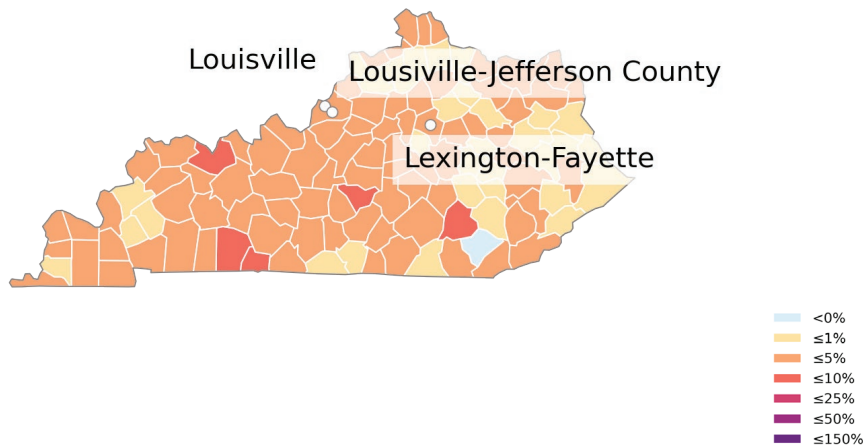 Louisville
Lousiville-Jefferson County
Lexington-Fayette
<0%
≤1%
≤5%
≤10%
≤25%
≤50%
≤150%